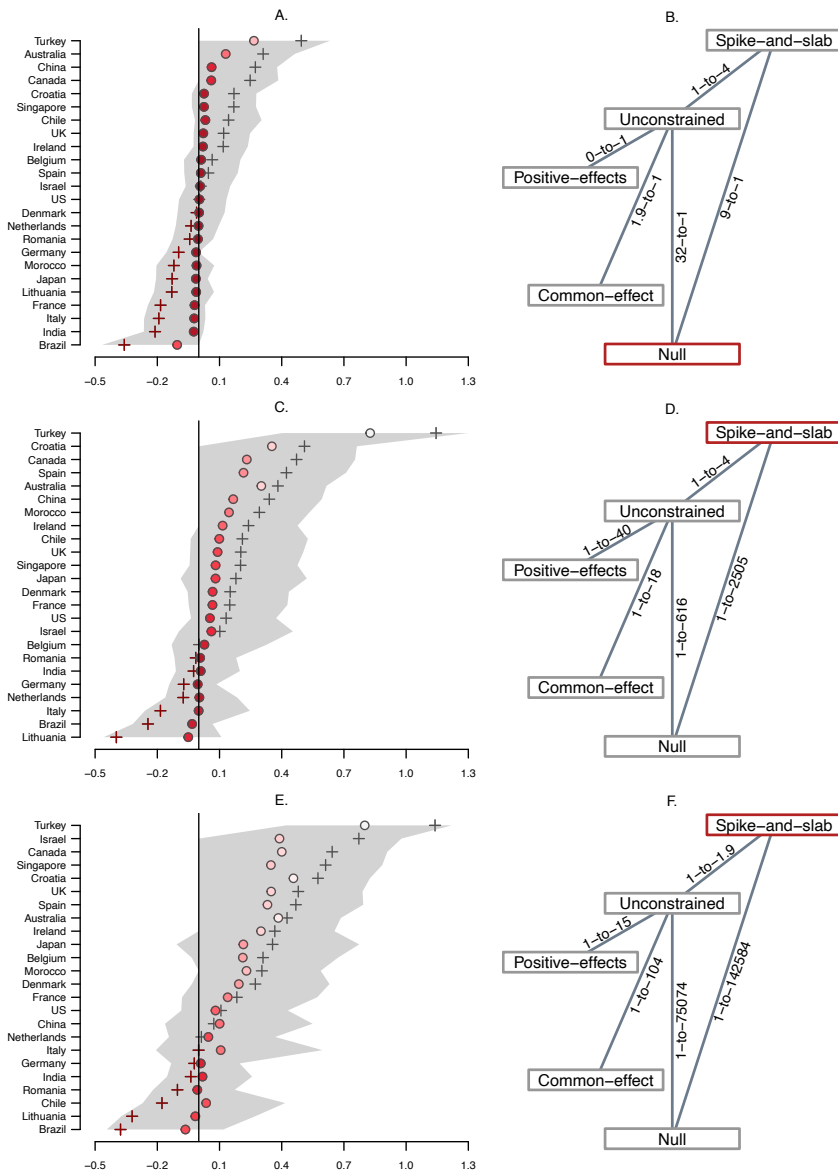 A.
Turkey
Australia
China
Canada
Croatia
Singapore
Chile
UK
Ireland
Belgium
Spain
Israel
US
Denmark
Netherlands
Romania
Germany
Morocco
Japan
Lithuania
France
Italy
India
Brazil
−0.5 −0.2 0.1 0.4 0.7 1.0 1.3
B.
Spike−and−slab
1−to−4
Unconstrained
0−to−1
Positive−effects
1.9−to−1
32−to−1
9−to−1
Common−effect
Null
C.
Turkey
Croatia
Canada
Spain
Australia
China
Morocco
Ireland
Chile
UK
Singapore
Japan
Denmark
France
US
Israel
Belgium
Romania
India
Germany
Netherlands
Italy
Brazil
Lithuania
−0.5 −0.2 0.1 0.4 0.7 1.0 1.3
D.
Spike−and−slab
1−to−4
Unconstrained
1−to−40
Positive−effects
1−to−18
1−to−616
1−to−2505
Common−effect
Null
E.
Turkey
Israel
Canada
Singapore
Croatia
UK
Spain
Australia
Ireland
Japan
Belgium
Morocco
Denmark
France
US
China
Netherlands
Italy
Germany
India
Romania
Chile
Lithuania
Brazil
−0.5 −0.2 0.1 0.4 0.7 1.0 1.3
F.
Spike−and−slab
1−to−1.9
Unconstrained
1−to−15
Positive−effects
1−to−104
1−to−75074
1−to−142584
Common−effect
Null